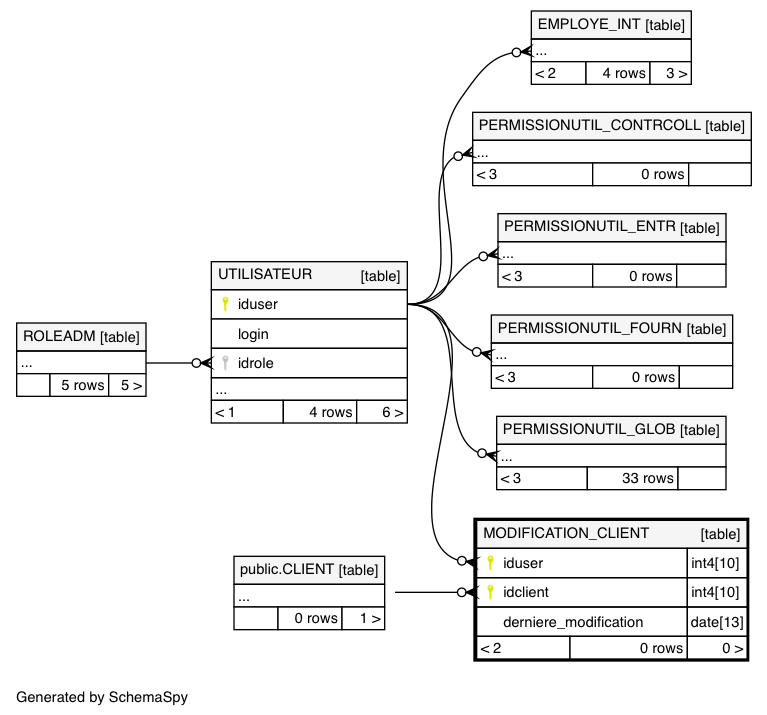 EMPLOYE_INT [table]
...
< 2 4 rows 3 >
PERMISSIONUTIL_CONTRCOLL [table]
...
< 3 0 rows
PERMISSIONUTIL_ENTR [table]
...
< 3 0 rows
UTILISATEUR [table]
iduser
login
idrole
...
< 1 4 rows 6 >
ROLEADM [table]
...
5 rows 5 >
PERMISSIONUTIL_FOURN [table]
...
< 3 0 rows
PERMISSIONUTIL_GLOB [table]
...
< 3 33 rows
MODIFICATION_CLIENT [table]
iduser int4[10]
idclient int4[10]
derniere_modification date[13]
< 2 0 rows 0 >
public.CLIENT [table]
...
0 rows 1 >
Generated by SchemaSpy